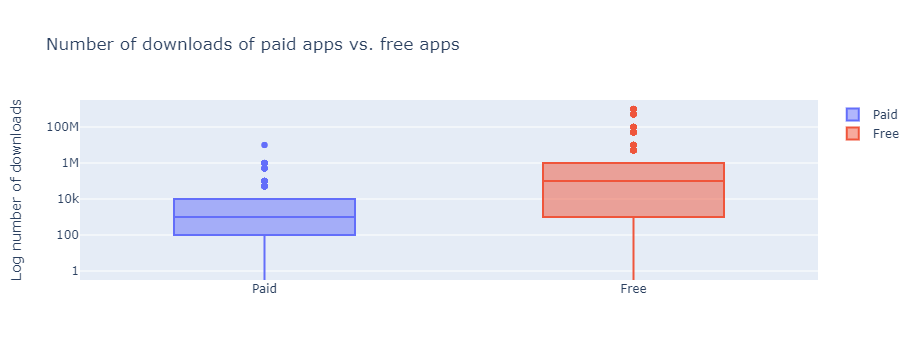 Number of downloads of paid apps vs. free apps
Log number of downloads
100M
1M
10k
100
1
Paid
Free
Paid
Free